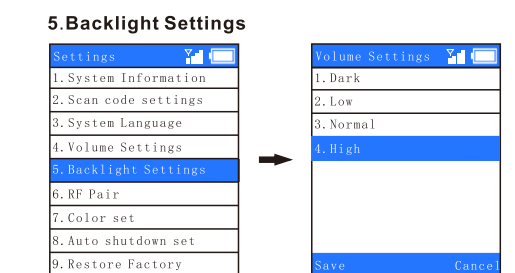 5.Backlight Settings
Settings
1.System Information
2.Scan code settings
3.System Language
4.Volume Settings
5.Backlight Settings
6.RF Pair
7.Color set
8.Auto shutdown set
9.Restore Factory
Volume Settings
1.Dark
2.Low
3.Normal
4.High
Save Cancel